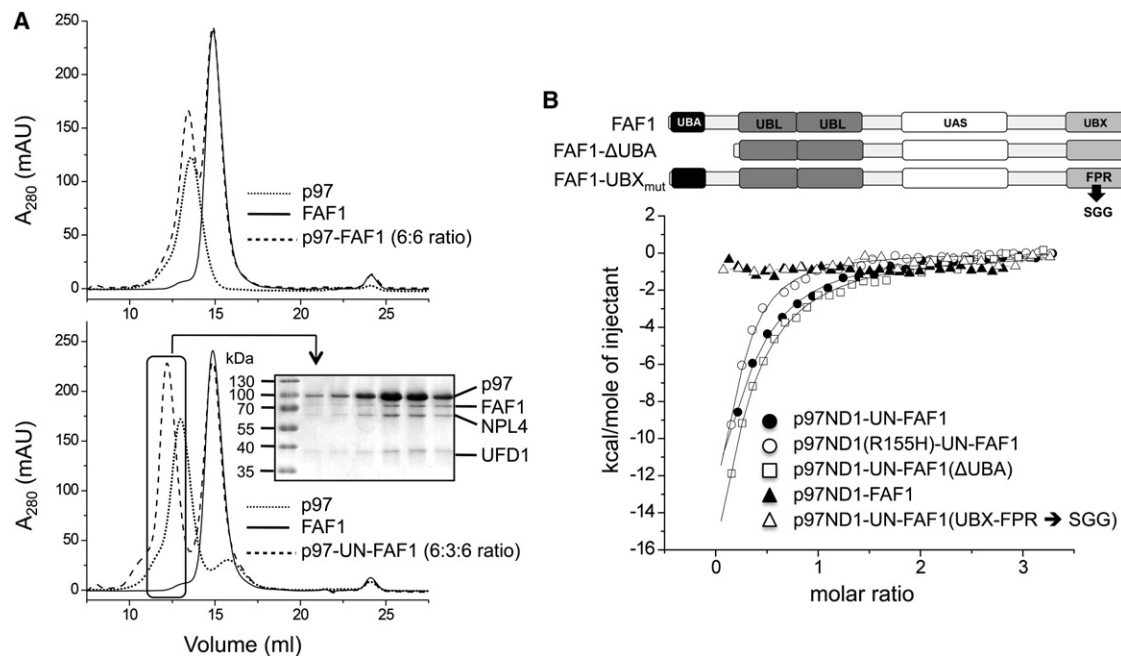 A
250
200
150
100
50
0
A280 (mAU)
p97
FAF1
p97-FAF1 (6:6 ratio)
10 15 20 25
200
150
100
50
0
A280 (mAU)
kDa
130
100
70
55
40
35
p97
FAF1
NPL4
UFD1
p97
FAF1
p97-UN-FAF1 (6:3:6 ratio)
10 15 20 25
Volume (ml)
B
FAF1
UBA UBL UBL UAS UBX
FAF1-ΔUBA
FAF1-UBXmut
FPR
SGG
2
0
-2
-4
-6
-8
-10
-12
-14
-16
kcal/mole of injectant
p97ND1-UN-FAF1
p97ND1(R155H)-UN-FAF1
p97ND1-UN-FAF1(ΔUBA)
p97ND1-FAF1
p97ND1-UN-FAF1(UBX-FPR → SGG)
0 1 2 3
molar ratio